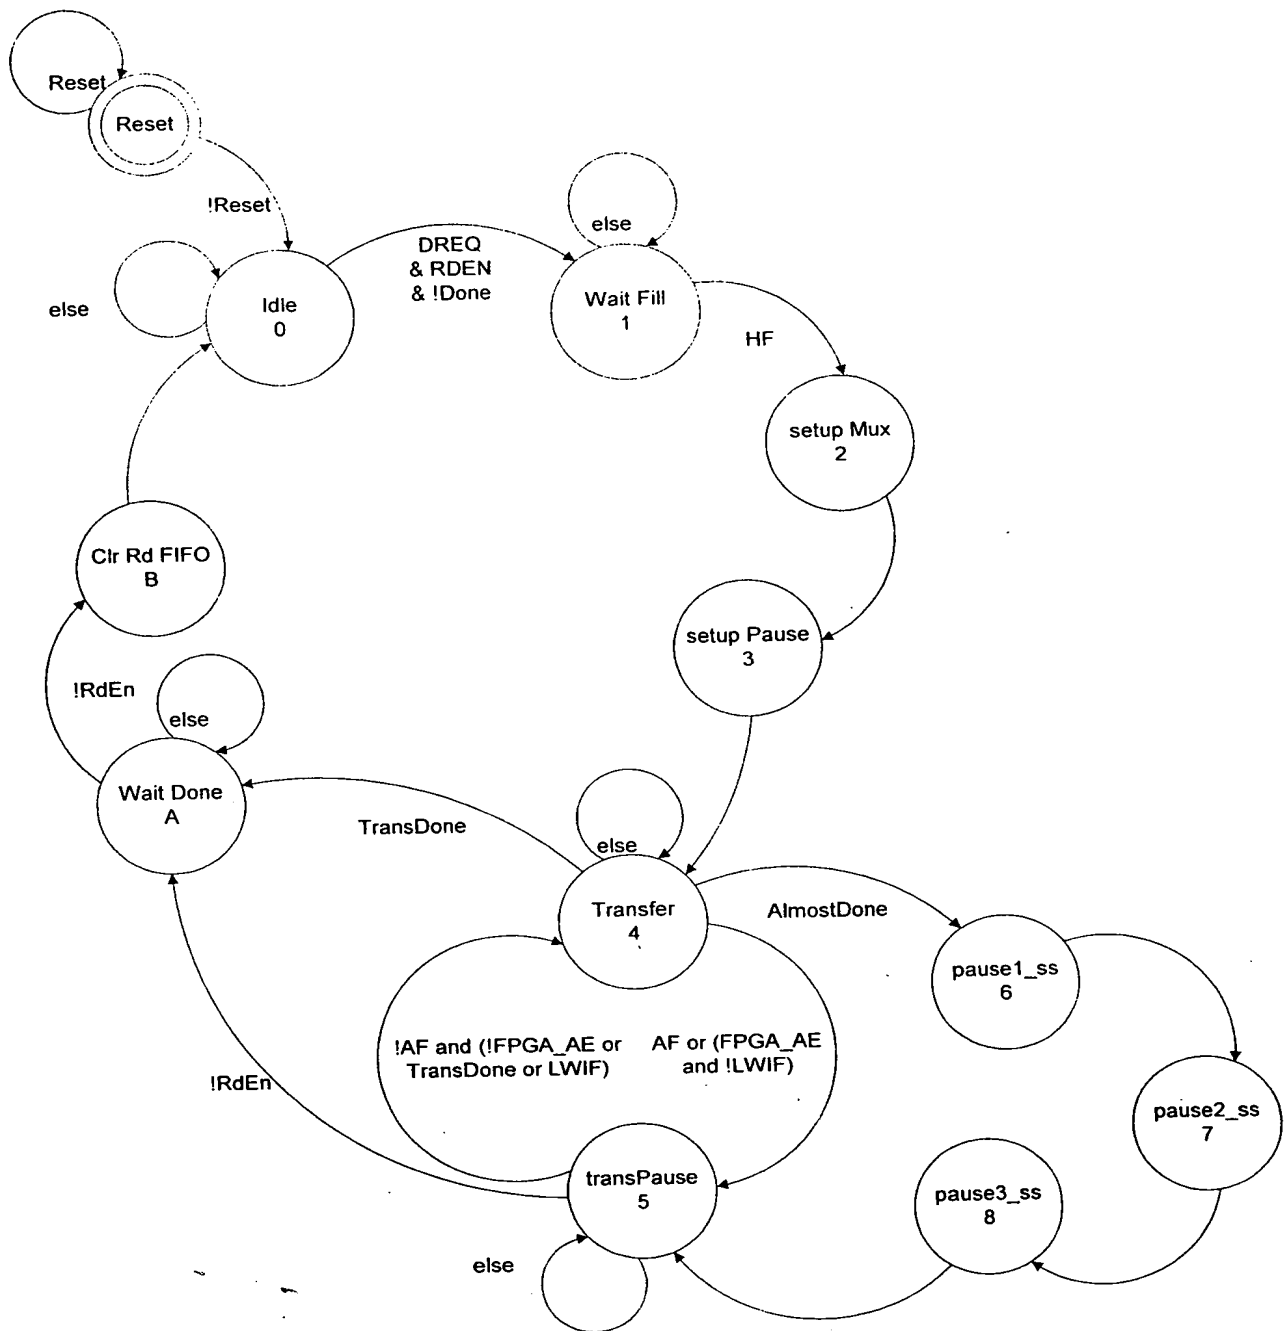 Reset
Reset
!Reset
else
DREQ
& RDEN
& !Done
else
Idle
0
Wait Fill
1
HF
setup Mux
2
Clr Rd FIFO
B
setup Pause
3
!RdEn
else
Wait Done
A
TransDone
else
Transfer
4
AlmostDone
pause1_ss
6
!AF and (!FPGA_AE or
TransDone or LWIF)
AF or (FPGA_AE
and !LWIF)
!RdEn
pause2_ss
7
transPause
5
pause3_ss
8
else